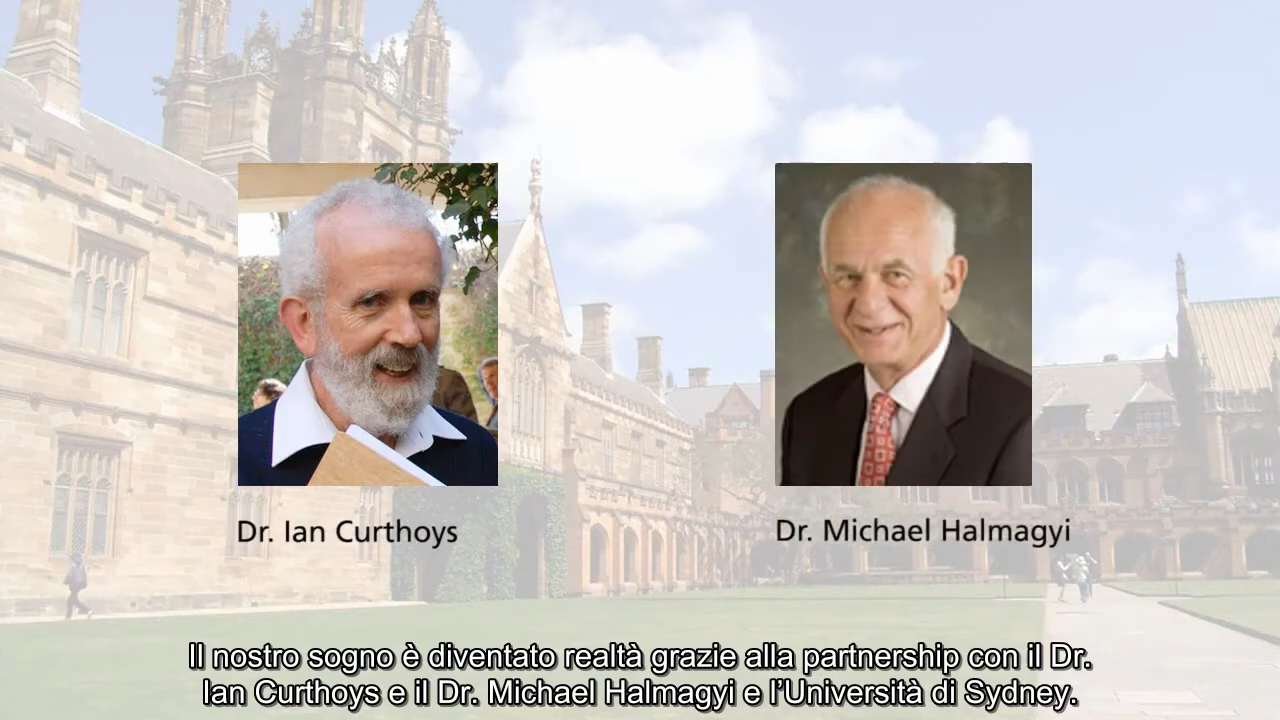 Dr. Ian Curthoys
Dr. Michael Halmagyi
Il nostro sogno è diventato realtà grazie alla partnership con il Dr.
Ian Curthoys e il Dr. Michael Halmagyi e l'Università di Sydney.